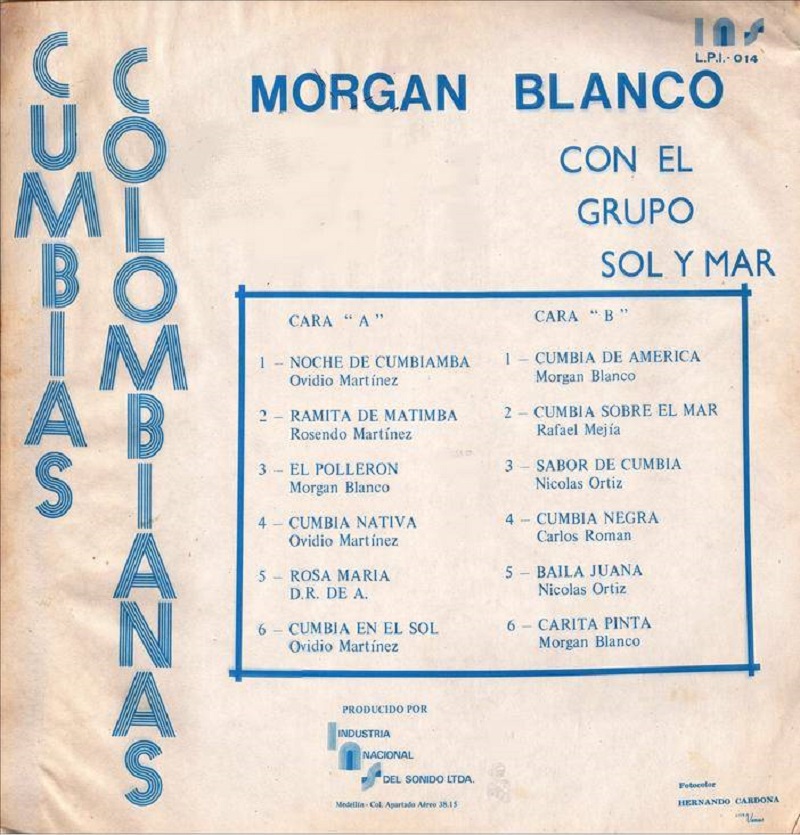 CUMBIAS
COLOMBIANAS
INS
L.P.I.- 014
MORGAN BLANCO
CON EL
GRUPO
SOL Y MAR
CARA “ A ”
1 – NOCHE DE CUMBIAMBA
Ovidio Martínez
2 – RAMITA DE MATIMBA
Rosendo Martínez
3 – EL POLLERON
Morgan Blanco
4 – CUMBIA NATIVA
Ovidio Martínez
5 – ROSA MARIA
D.R. DE A.
6 – CUMBIA EN EL SOL
Ovidio Martínez
CARA “ B ”
1 – CUMBIA DE AMERICA
Morgan Blanco
2 – CUMBIA SOBRE EL MAR
Rafael Mejía
3 – SABOR DE CUMBIA
Nicolas Ortiz
4 – CUMBIA NEGRA
Carlos Roman
5 – BAILA JUANA
Nicolas Ortiz
6 – CARITA PINTA
Morgan Blanco
PRODUCIDO POR
INDUSTRIA
NACIONAL
DEL SONIDO LTDA.
Medellín - Col. Apartado Aéreo 3815
Fotocolor
HERNANDO CARDONA